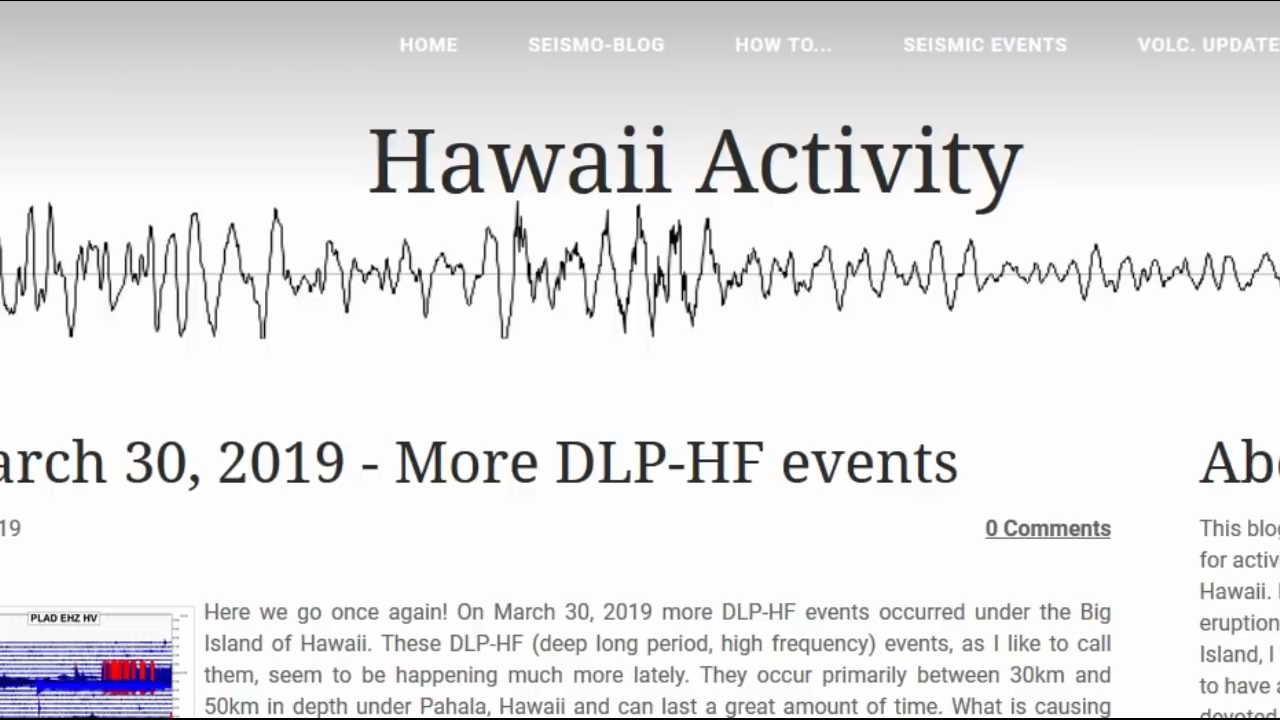 HOME SEISMO-BLOG HOW TO... SEISMIC EVENTS VOLC. UPDATE
Hawaii Activity
arch 30, 2019 - More DLP-HF events
19
0 Comments
PLAD EHZ HV
Here we go once again! On March 30, 2019 more DLP-HF events occurred under the Big
Island of Hawaii. These DLP-HF (deep long period, high frequency) events, as I like to call
them, seem to be happening much more lately. They occur primarily between 30km and
50km in depth under Pahala, Hawaii and can last a great amount of time. What is causing
Abo
This blog
for activ
Hawaii. I
eruption
Island, I
to have a
devoted